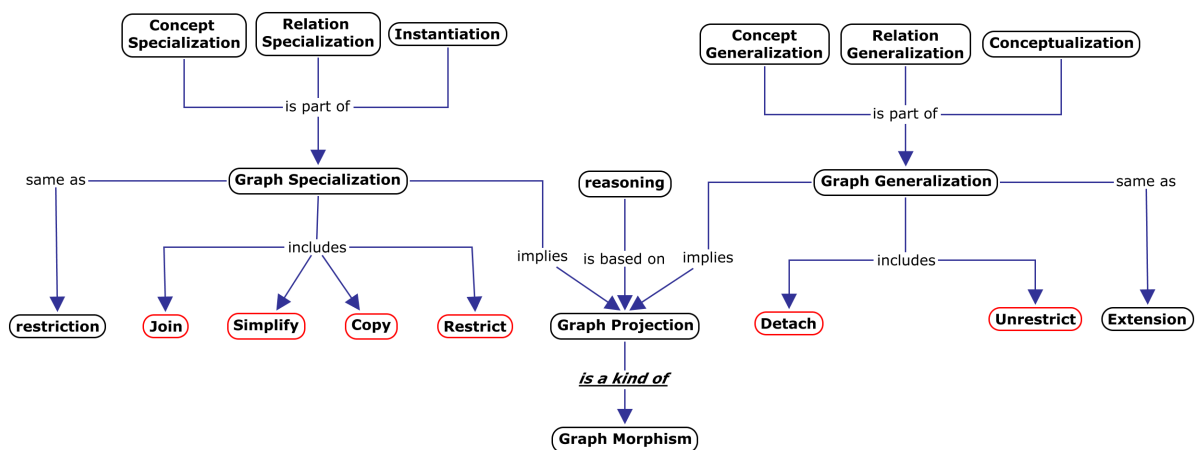 Concept
Specialization
Relation
Specialization
Instantiation
Concept
Generalization
Relation
Generalization
Conceptualization
is part of
is part of
same as
Graph Specialization
reasoning
Graph Generalization
same as
includes
implies
is based on
implies
includes
restriction
Join
Simplify
Copy
Restrict
Graph Projection
Detach
Unrestrict
Extension
is a kind of
Graph Morphism